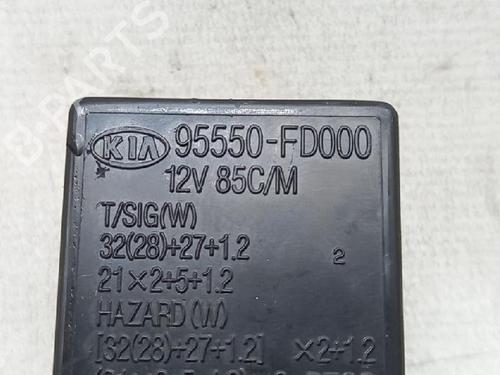 KIA 95550-FD000
12V 85C/M
T/SIG(W)
32(28)+27+1.2
2
21×2+5+1.2
HAZARD(W)
[32(28)+27+1.2] ×2+1.2